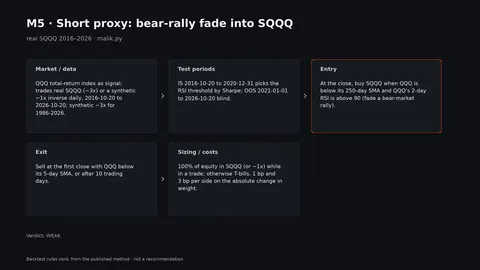 M5 · Short proxy: bear-rally fade into SQQQ
real SQQQ 2016–2026 · malik.py
Market / data
QQQ total-return index as signal;
trades real SQQQ (−3x) or a synthetic
−1x inverse daily, 2016-10-20 to
2026-10-20; synthetic −3x for
1986-2026.
Test periods
IS 2016-10-20 to 2020-12-31 picks the
RSI threshold by Sharpe; OOS 2021-01-01
to 2026-10-20 blind.
Entry
At the close, buy SQQQ when QQQ is
below its 250-day SMA and QQQ's 2-day
RSI is above 90 (fade a bear-market
rally).
Exit
Sell at the first close with QQQ below
its 5-day SMA, or after 10 trading
days.
Sizing / costs
100% of equity in SQQQ (or −1x) while
in a trade; otherwise T-bills. 1 bp and
3 bp per side on the absolute change in
weight.
Verdict: WEAK
Backtest rules card, from the published method · not a recommendation